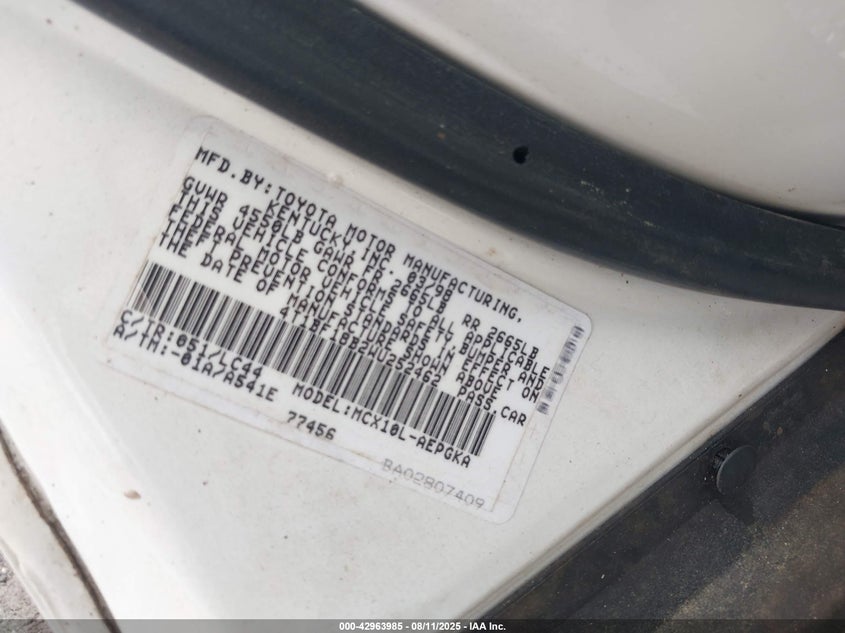 MFD.BY:TOYOTA MOTOR MANUFACTURING,
KENTUCKY,INC. 03/98
GVWR 4550LB GAWR FR 2665LB RR 2665LB
THIS VEHICLE CONFORMS TO ALL APPLICABLE
FEDERAL MOTOR VEHICLE SAFETY,BUMPER AND
THEFT PREVENTION STANDARDS IN EFFECT ON
THE DATE OF MANUFACTURE SHOWN ABOVE.
4T1BF18B2WU252462 PASS.CAR
C/TR:051/LC44
A/TM:-01A/A541E MODEL:MCX10L-AEPGKA
77456
BA02B07409
000-42963985 - 08/11/2025 - IAA Inc.